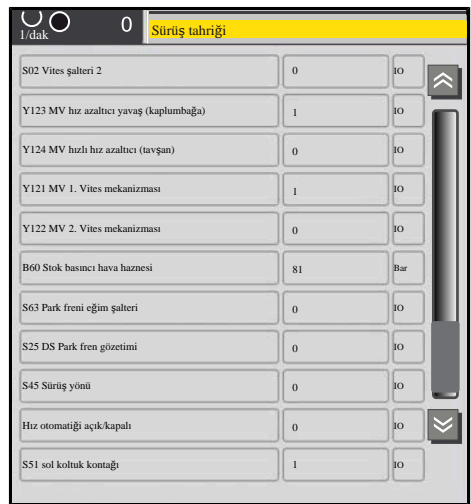 1/dak 0 Sürüş tahriği
S02 Vites şalteri 2 0 IO
Y123 MV hız azaltıcı yavaş (kaplumbağa) 1 IO
Y124 MV hızlı hız azaltıcı (tavşan) 0 IO
Y121 MV 1. Vites mekanizması 1 IO
Y122 MV 2. Vites mekanizması 0 IO
B60 Stok basıncı hava haznesi 81 Bar
S63 Park freni eğim şalteri 0 IO
S25 DS Park fren gözetimi 0 IO
S45 Sürüş yönü 0 IO
Hız otomatiği açık/kapalı 0 IO
S51 sol koltuk kontağı 1 IO